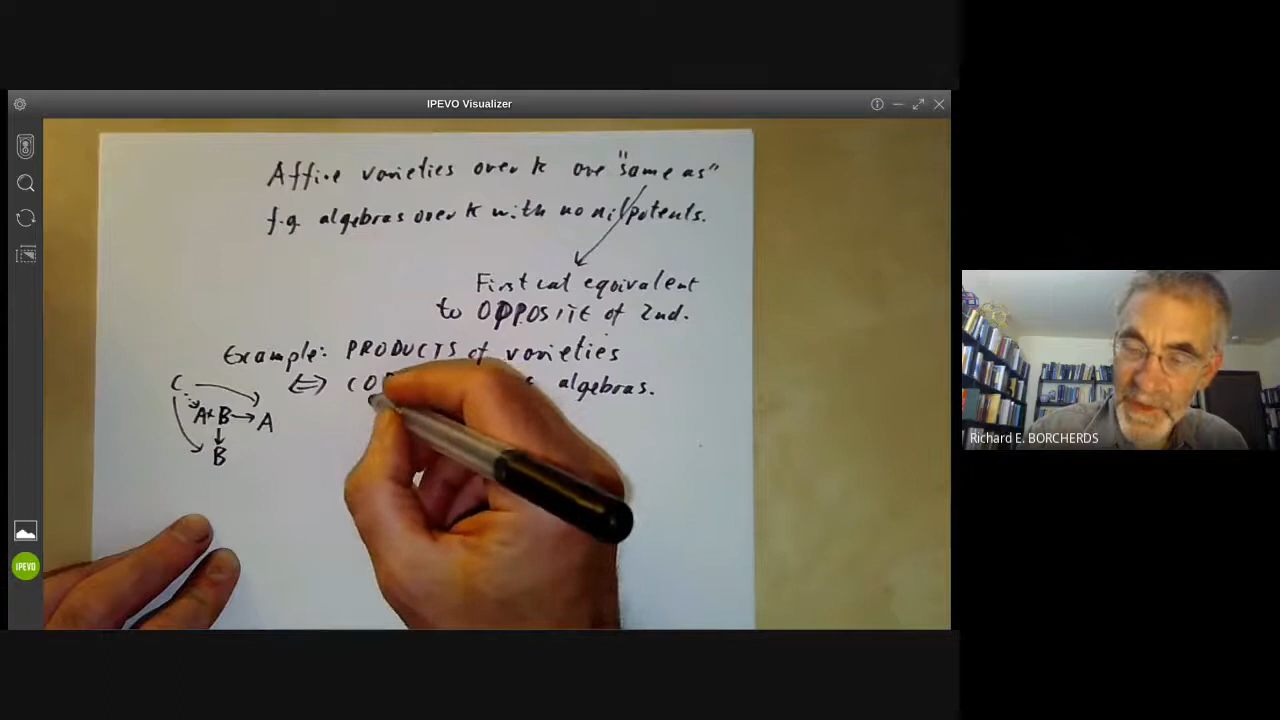 IPEVO Visualizer
Affine varieties over k are "same as"
f.g. algebras over k with no nilpotents.
First cat equivalent
to OPPOSITE of 2nd.
Example: PRODUCTS of varieties
⇔ algebras.
C
A×B → A
B
Richard E. BORCHERDS
IPEVO